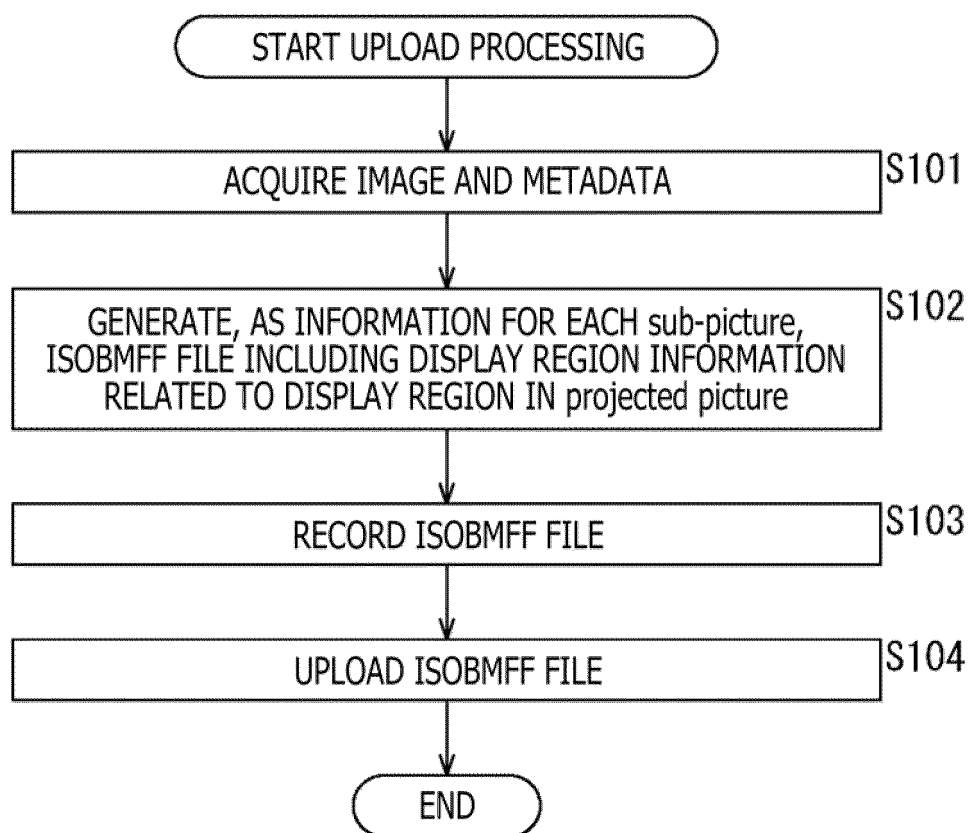 START UPLOAD PROCESSING
ACQUIRE IMAGE AND METADATA
S101
GENERATE, AS INFORMATION FOR EACH sub-picture,
ISOBMFF FILE INCLUDING DISPLAY REGION INFORMATION
RELATED TO DISPLAY REGION IN projected picture
S102
RECORD ISOBMFF FILE
S103
UPLOAD ISOBMFF FILE
S104
END